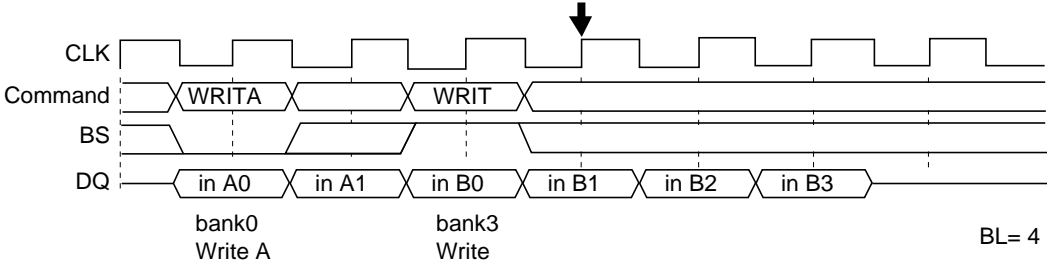 CLK
Command WRITA WRIT
BS
DQ in A0 in A1 in B0 in B1 in B2 in B3
bank0 bank3
Write A Write
BL= 4